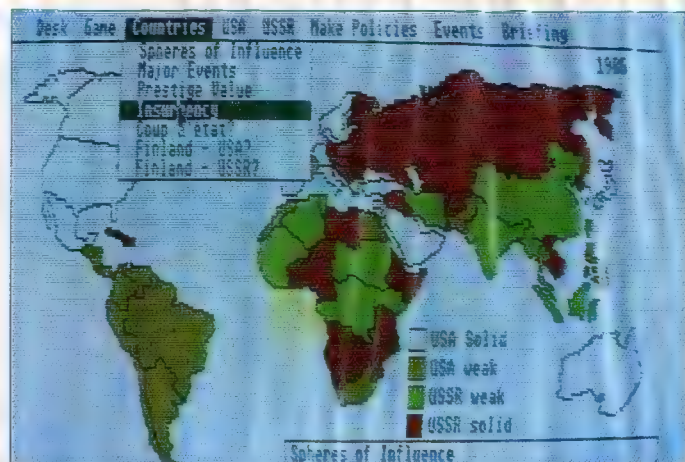 Desk Game Countries USA USSR Make Policies Events Briefing
Spheres of Influence
Major Events
Prestige Value
Insurgency
Coup d'etat?
Finland - USA?
Finland - USSR?
1986
USA Solid
USA weak
USSR weak
USSR solid
Spheres of Influence